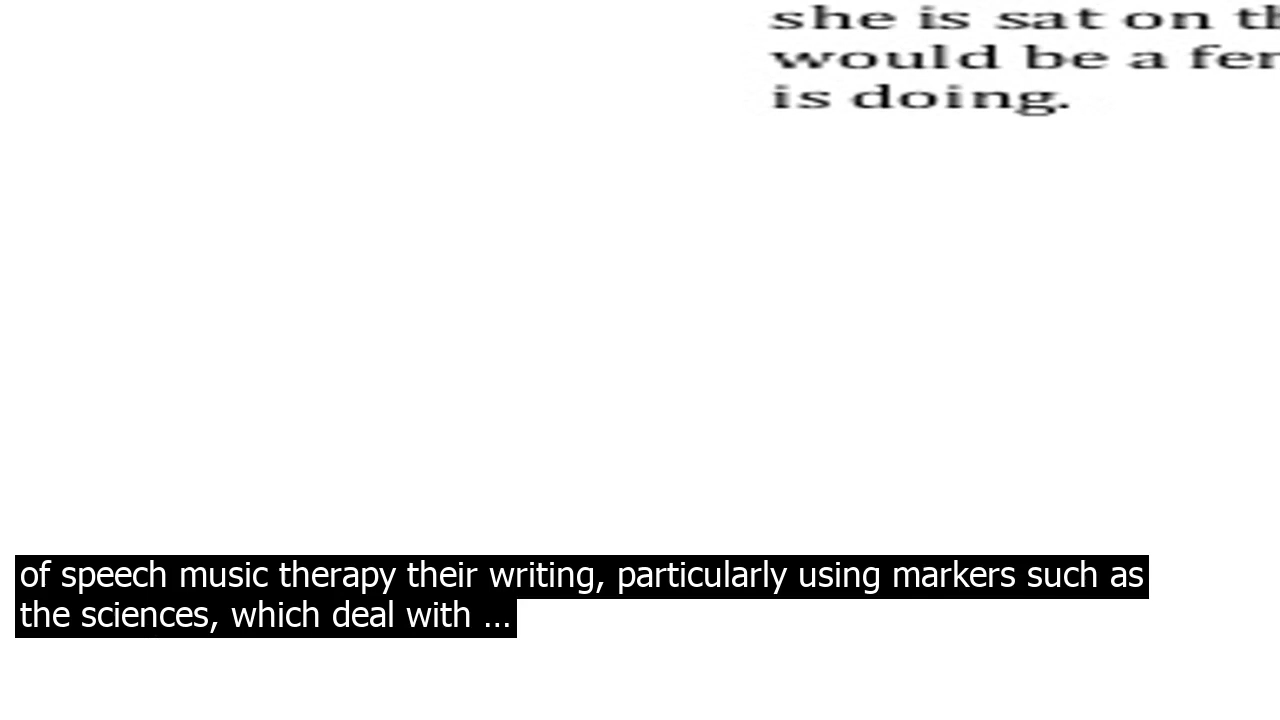 she is sat on
would be a
is doing.
of speech music therapy their writing, particularly using markers such as
the sciences, which deal with ...